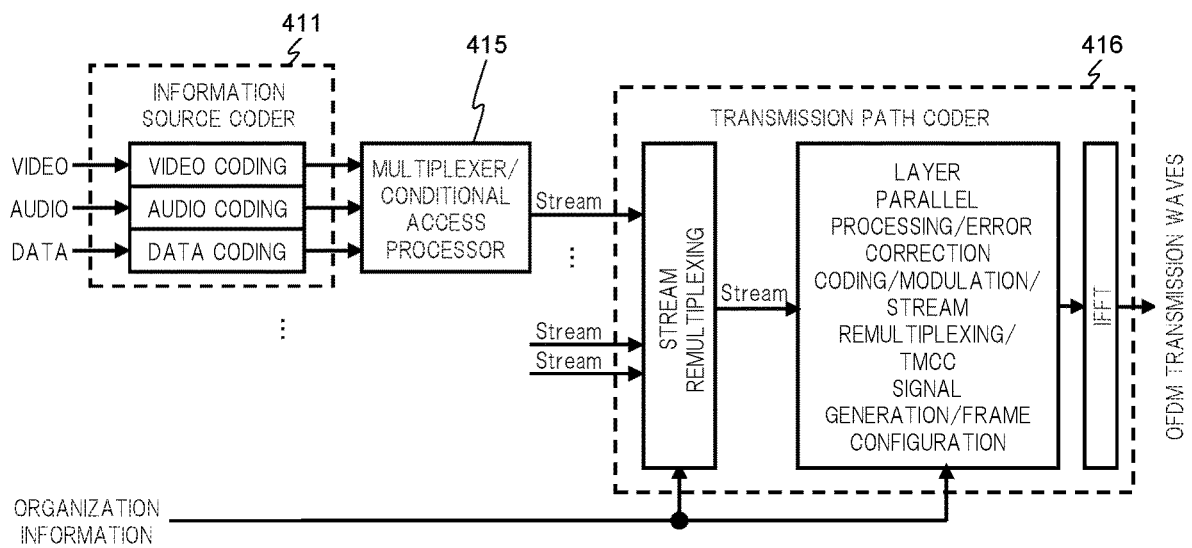 411
INFORMATION
SOURCE CODER
VIDEO
VIDEO CODING
AUDIO
AUDIO CODING
DATA
DATA CODING
415
MULTIPLEXER/
CONDITIONAL
ACCESS
PROCESSOR
Stream
Stream
Stream
416
TRANSMISSION PATH CODER
STREAM
REMULTIPLEXING
Stream
LAYER
PARALLEL
PROCESSING/ERROR
CORRECTION
CODING/MODULATION/
STREAM
REMULTIPLEXING/
TMCC
SIGNAL
GENERATION/FRAME
CONFIGURATION
IFFT
OFDM TRANSMISSION WAVES
ORGANIZATION
INFORMATION